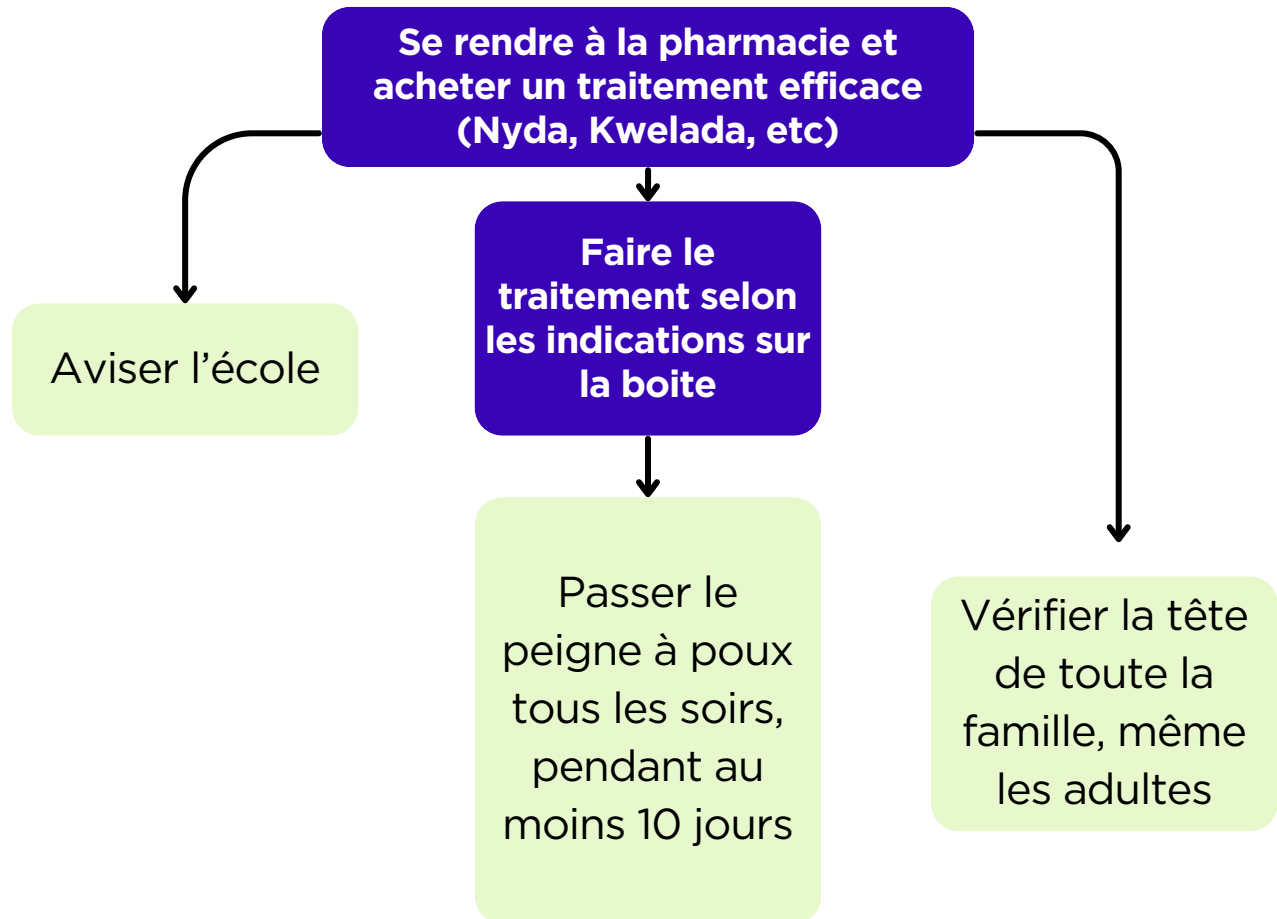 Se rendre à la pharmacie et
acheter un traitement efficace
(Nyda, Kwelada, etc)
Aviser l'école
Faire le
traitement selon
les indications sur
la boite
Passer le
peigne à poux
tous les soirs,
pendant au
moins 10 jours
Vérifier la tête
de toute la
famille, même
les adultes